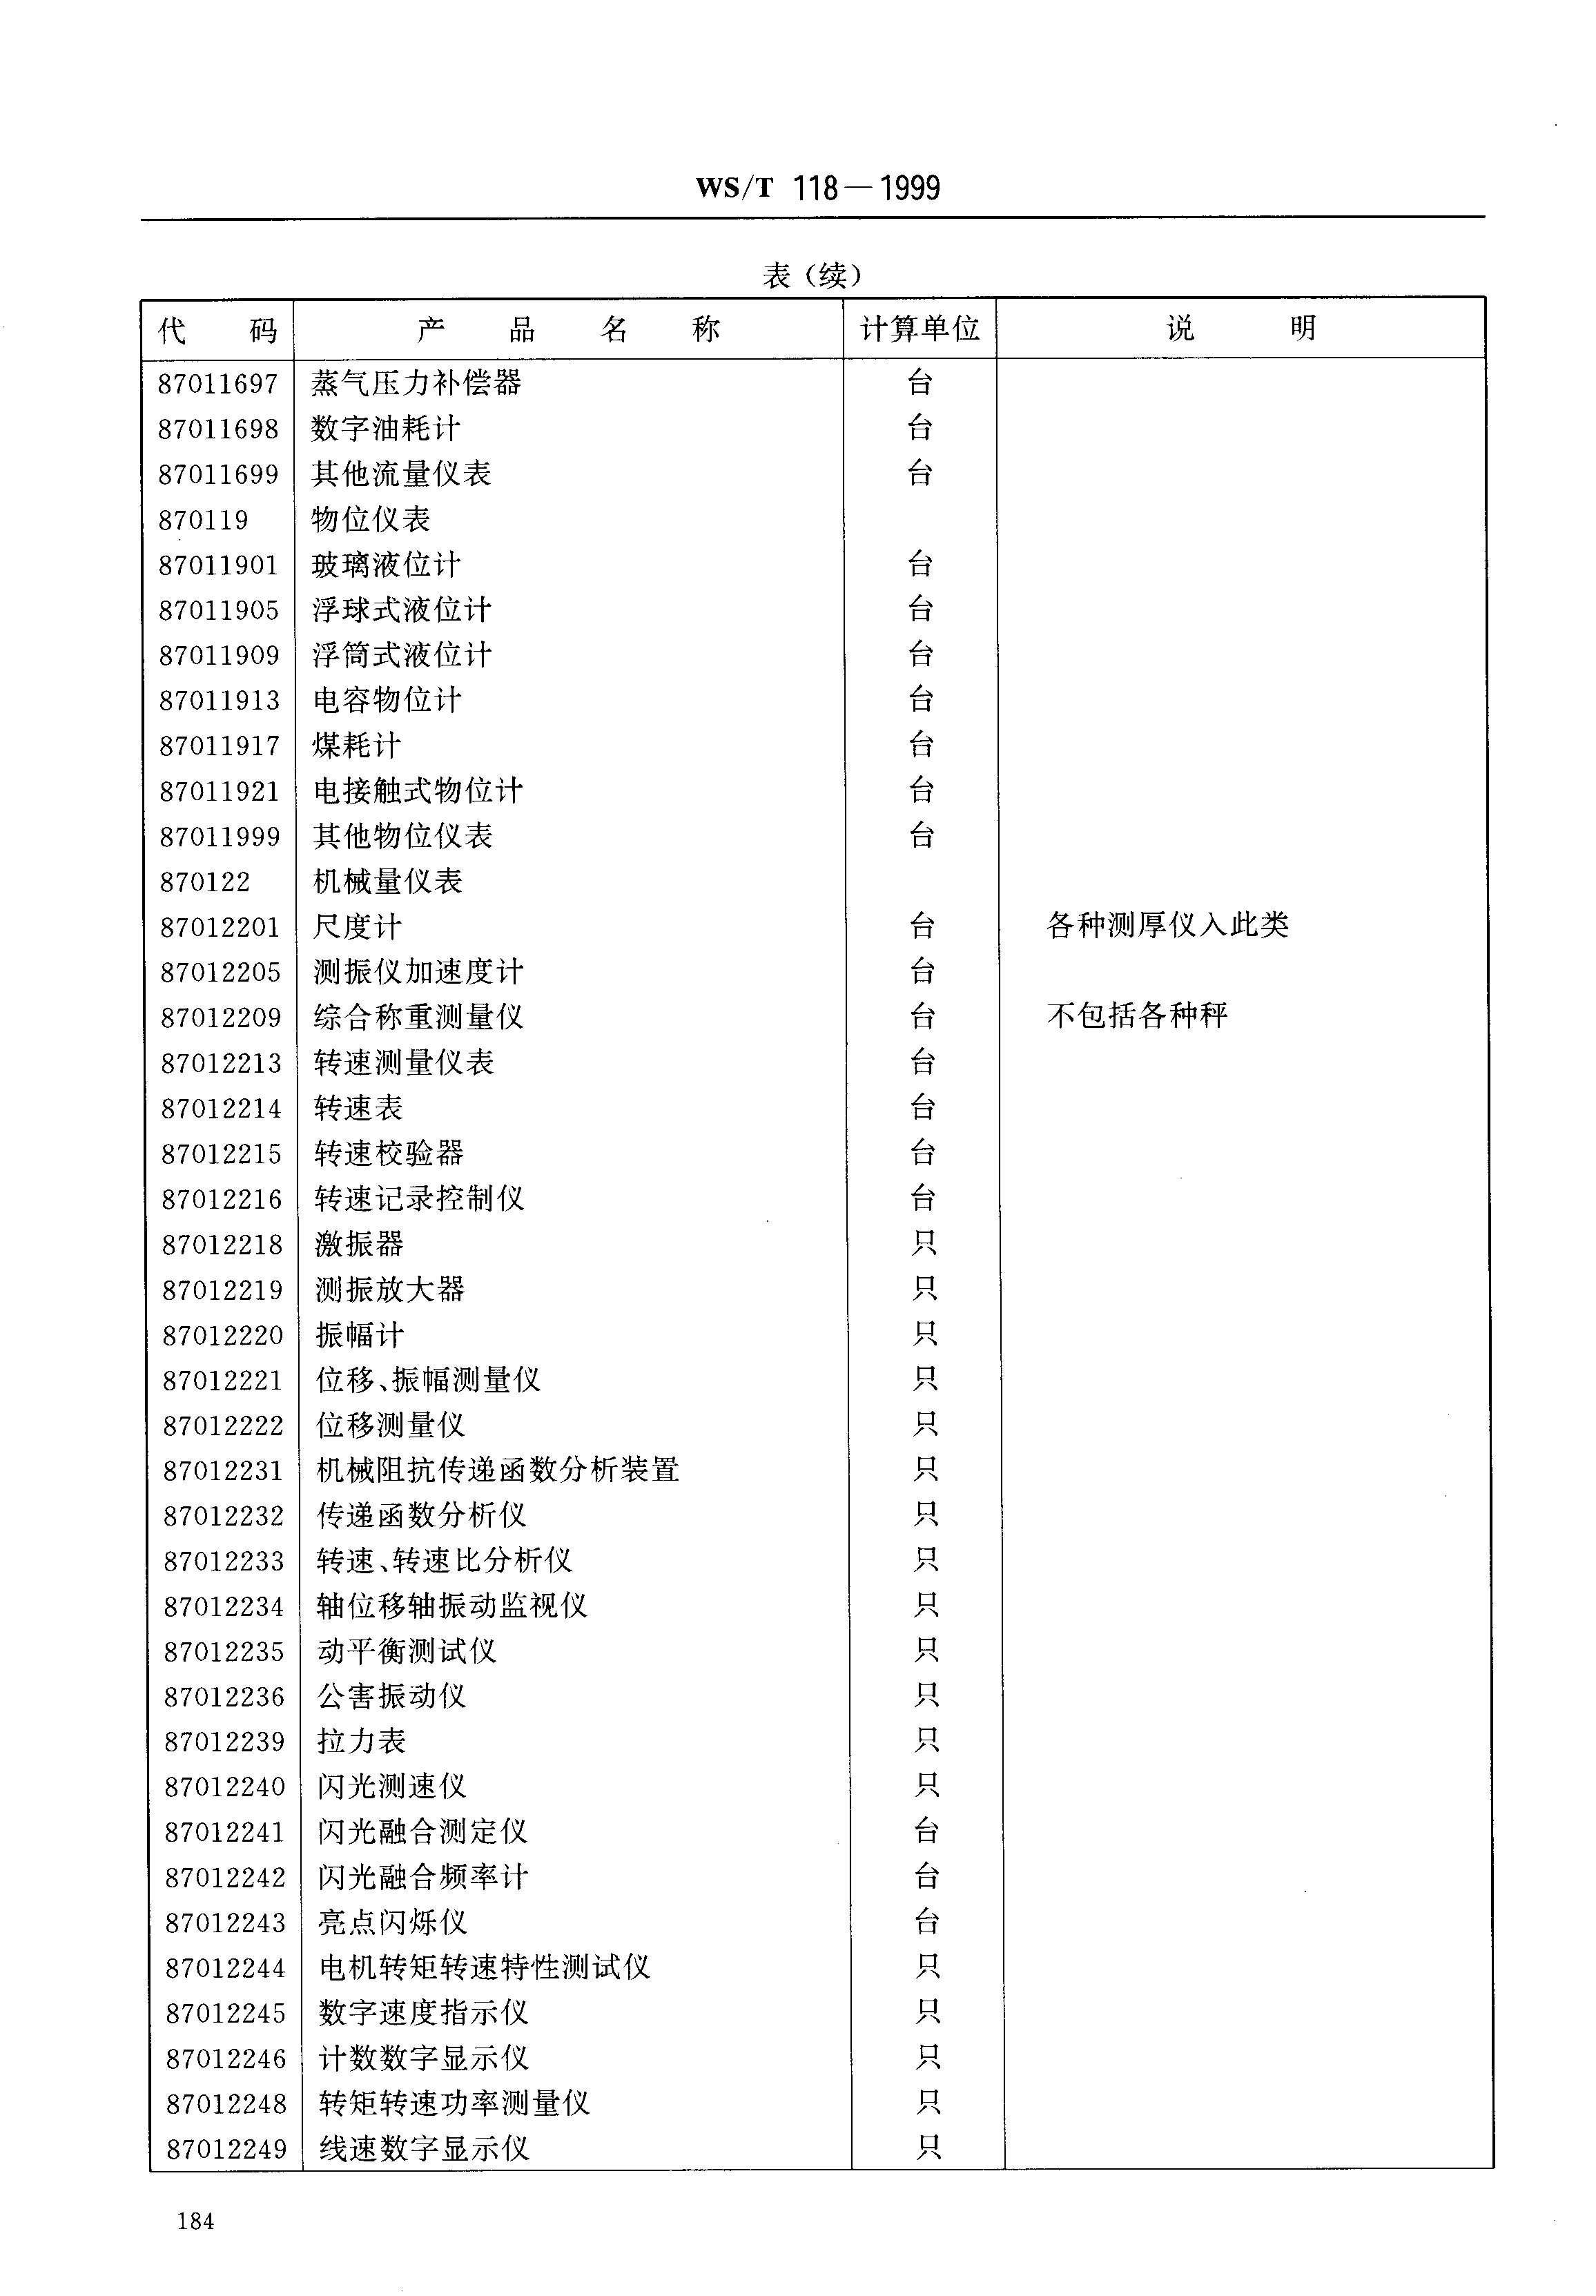 WS/T 118—1999
表（续）
代 码 产 品 名 称 计算单位 说 明
87011697 蒸气压力补偿器 台
87011698 数字油耗计 台
87011699 其他流量仪表 台
870119 物位仪表
87011901 玻璃液位计 台
87011905 浮球式液位计 台
87011909 浮筒式液位计 台
87011913 电容物位计 台
87011917 煤耗计 台
87011921 电接触式物位计 台
87011999 其他物位仪表 台
870122 机械量仪表
87012201 尺度计 台 各种测厚仪入此类
87012205 测振仪加速度计 台
87012209 综合称重测量仪 台 不包括各种秤
87012213 转速测量仪表 台
87012214 转速表 台
87012215 转速校验器 台
87012216 转速记录控制仪 台
87012218 激振器 只
87012219 测振放大器 只
87012220 振幅计 只
87012221 位移、振幅测量仪 只
87012222 位移测量仪 只
87012231 机械阻抗传递函数分析装置 只
87012232 传递函数分析仪 只
87012233 转速、转速比分析仪 只
87012234 轴位移轴振动监视仪 只
87012235 动平衡测试仪 只
87012236 公害振动仪 只
87012239 拉力表 只
87012240 闪光测速仪 只
87012241 闪光融合测定仪 台
87012242 闪光融合频率计 台
87012243 亮点闪烁仪 台
87012244 电机转矩转速特性测试仪 只
87012245 数字速度指示仪 只
87012246 计数数字显示仪 只
87012248 转矩转速功率测量仪 只
87012249 线速数字显示仪 只
184